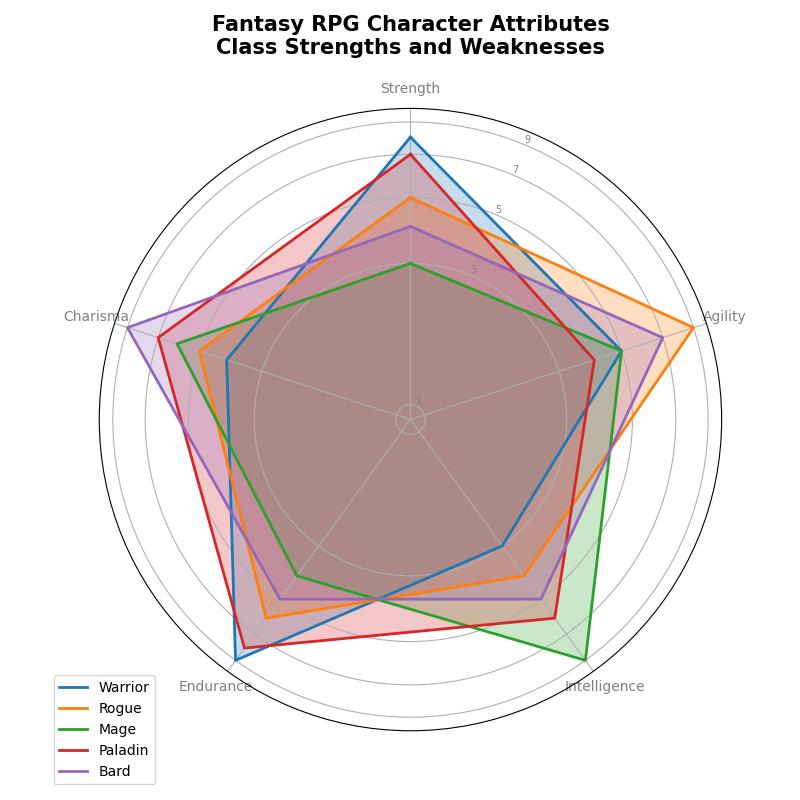 Fantasy RPG Character Attributes
Class Strengths and Weaknesses
Strength
9
7
5
3
1
Charisma
Agility
Endurance
Intelligence
Warrior
Rogue
Mage
Paladin
Bard